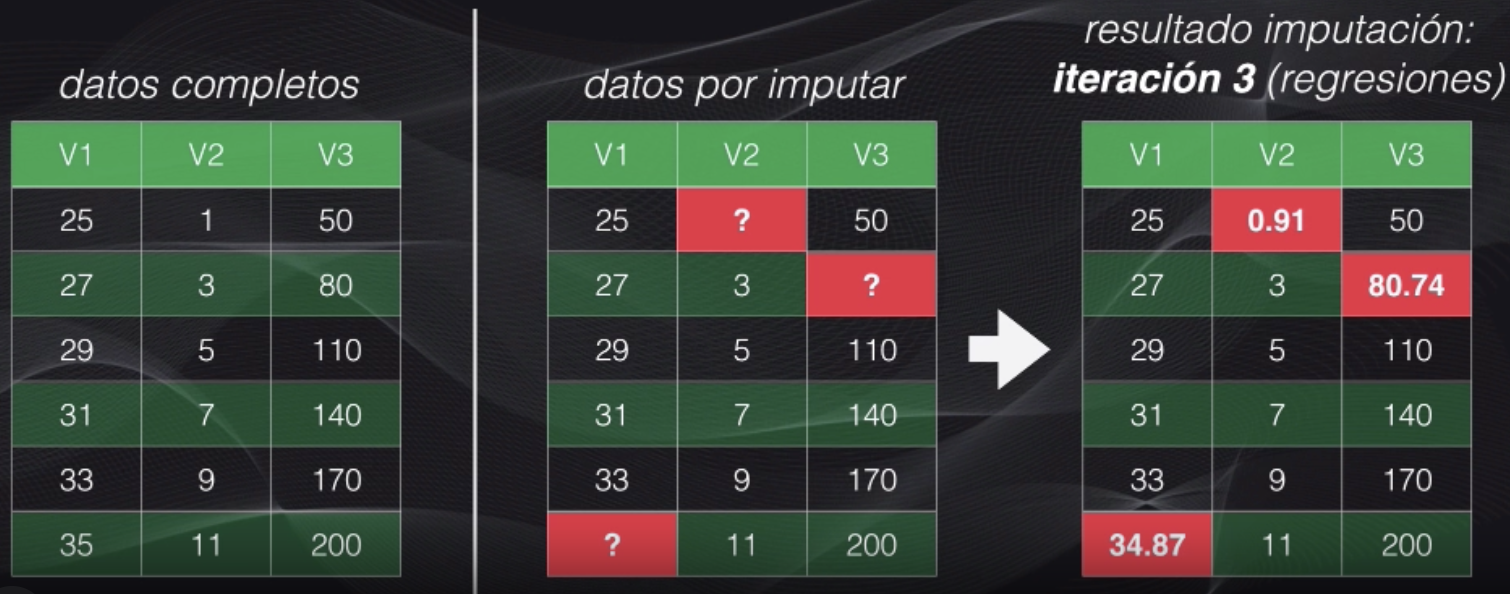 datos completos
V1 V2 V3
25 1 50
27 3 80
29 5 110
31 7 140
33 9 170
35 11 200
datos por imputar
V1 V2 V3
25 ? 50
27 3 ?
29 5 110
31 7 140
33 9 170
? 11 200
resultado imputación:
iteración 3 (regresiones)
V1 V2 V3
25 0.91 50
27 3 80.74
29 5 110
31 7 140
33 9 170
34.87 11 200